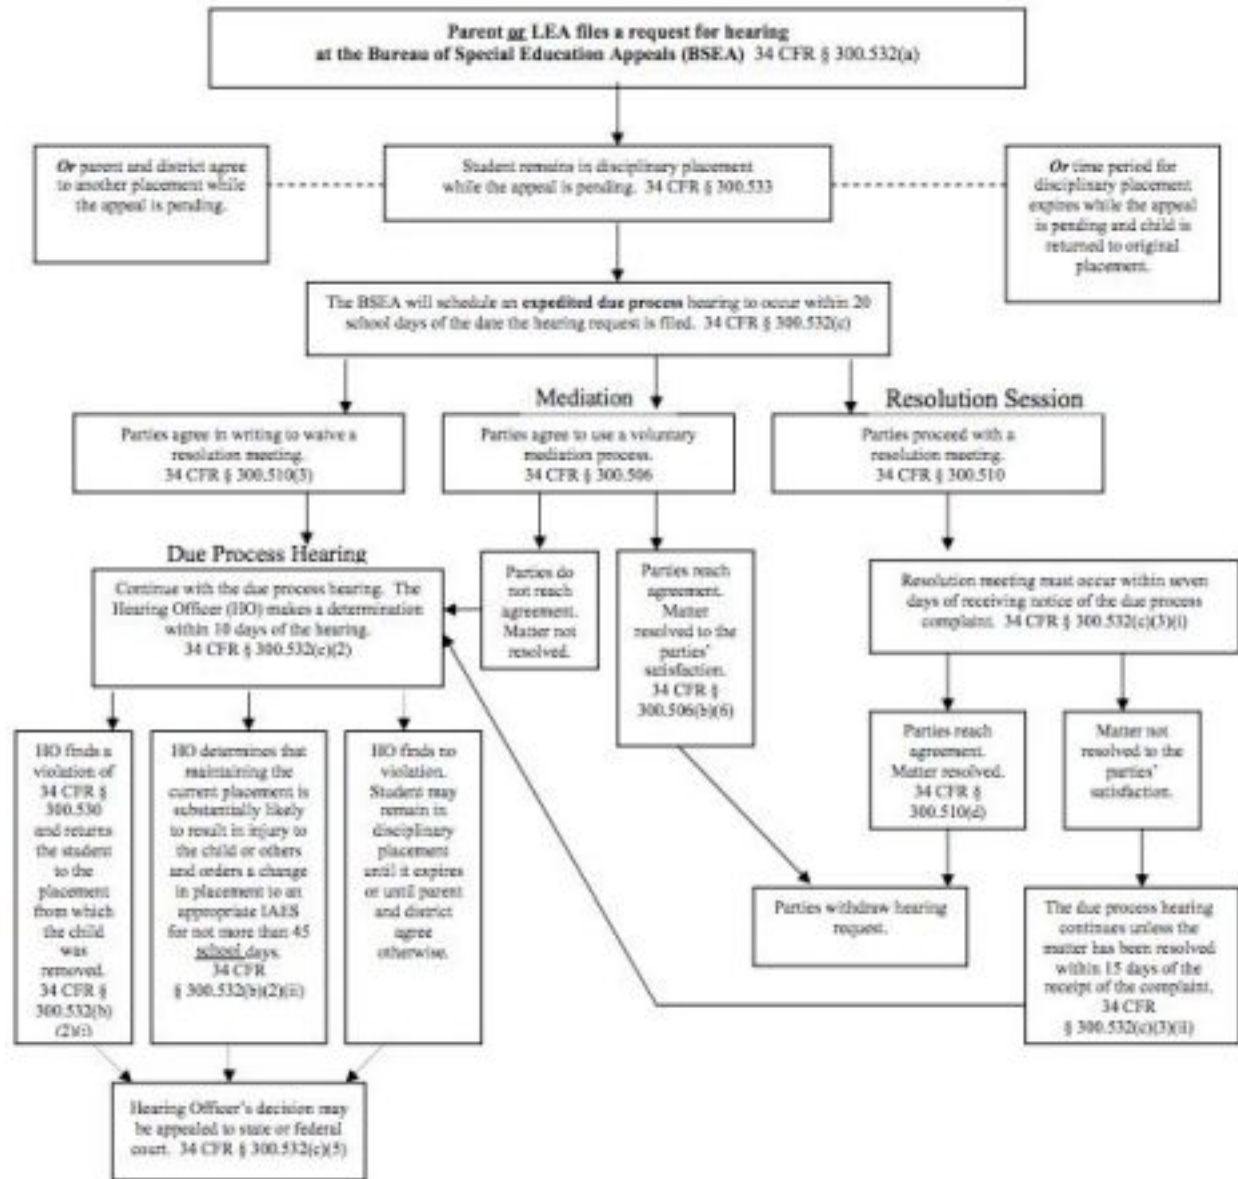 Parent or LEA files a request for hearing
at the Bureau of Special Education Appeals (BSEA) 34 CFR § 300.532(a)
Or parent and district agree
to another placement while
the appeal is pending.
Student remains in disciplinary placement
while the appeal is pending. 34 CFR § 300.533
Or time period for
disciplinary placement
expires while the appeal
is pending and child is
returned to original
placement.
The BSEA will schedule an expedited due process hearing to occur within 20
school days of the date the hearing request is filed. 34 CFR § 300.532(c)
Mediation
Resolution Session
Parties agree in writing to waive a
resolution meeting.
34 CFR § 300.510(3)
Parties agree to use a voluntary
mediation process.
34 CFR § 300.506
Parties proceed with a
resolution meeting.
34 CFR § 300.510
Due Process Hearing
Continue with the due process hearing. The
Hearing Officer (HO) makes a determination
within 10 days of the hearing.
34 CFR § 300.532(c)(2)
Parties do
not reach
agreement.
Matter not
resolved.
Parties reach
agreement.
Matter
resolved to the
parties'
satisfaction.
34 CFR §
300.506(b)(6)
Resolution meeting must occur within seven
days of receiving notice of the due process
complaint. 34 CFR § 300.532(c)(3)(i)
Parties reach
agreement.
Matter resolved.
34 CFR §
300.510(d)
Matter not
resolved to the
parties'
satisfaction.
HO finds a
violation of
34 CFR §
300.530
and returns
the student
to the
placement
from which
the child
was
removed.
34 CFR §
300.532(b)
(2)(i)
HO determines that
maintaining the
current placement is
substantially likely
to result in injury to
the child or others
and orders a change
in placement to an
appropriate IAES
for not more than 45
school days.
34 CFR
§ 300.532(b)(2)(ii)
HO finds no
violation.
Student may
remain in
disciplinary
placement
until it expires
or until parent
and district
agree
otherwise.
Parties withdraw hearing
request.
The due process hearing
continues unless the
matter has been resolved
within 15 days of the
receipt of the complaint.
34 CFR
§ 300.532(c)(3)(ii)
Hearing Officer's decision may
be appealed to state or federal
court. 34 CFR § 300.532(c)(5)